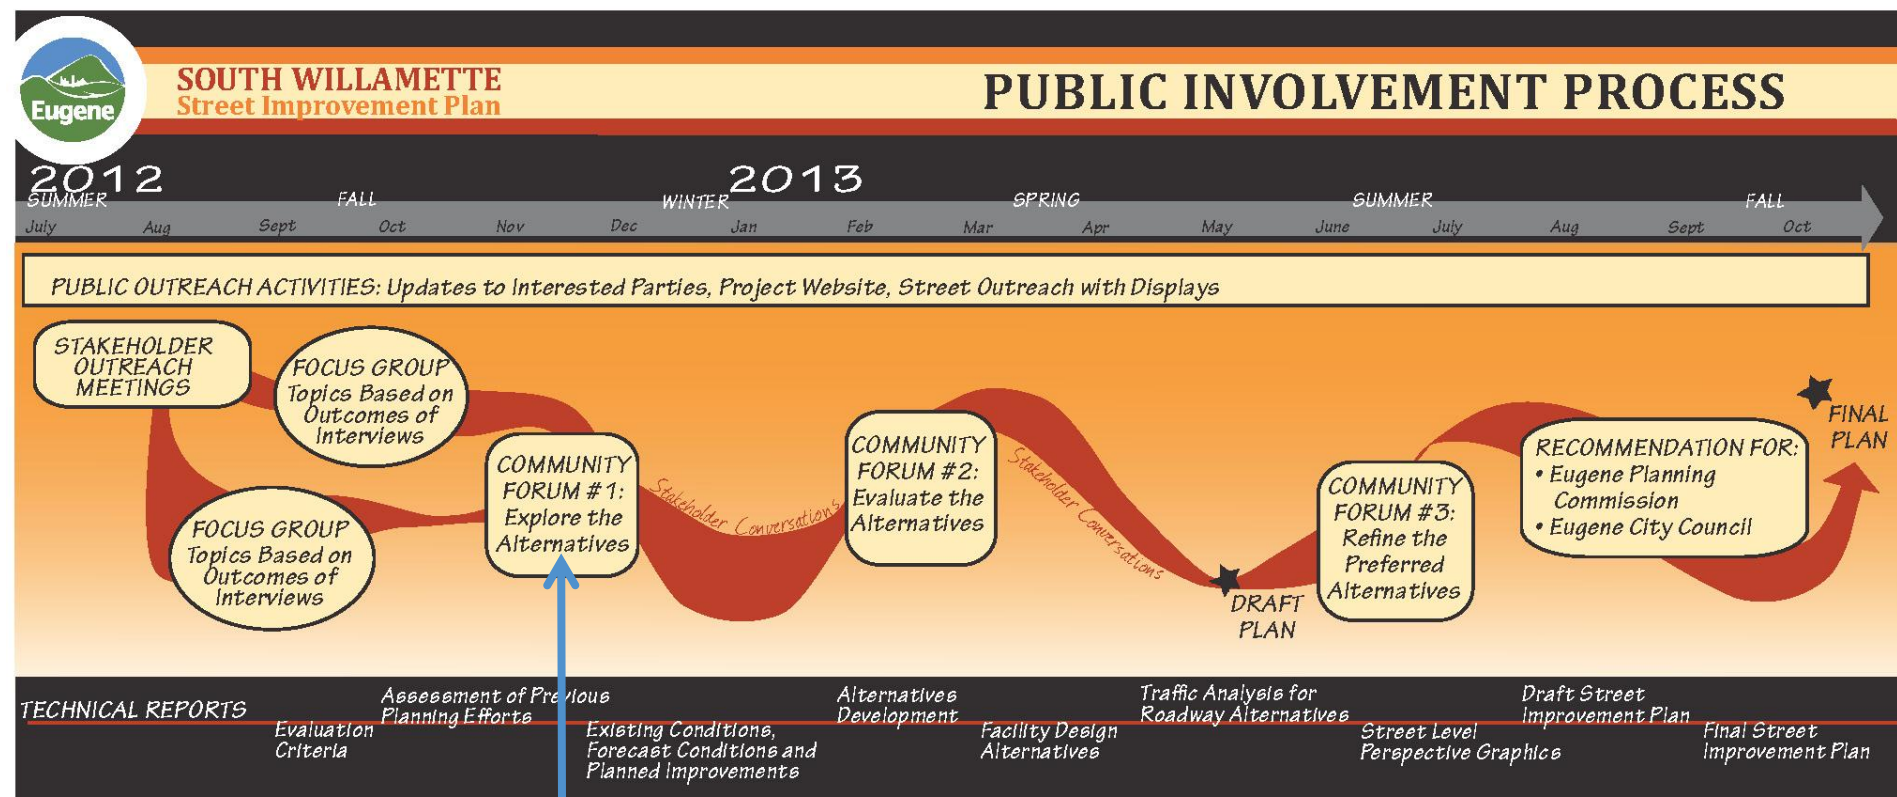 Eugene
SOUTH WILLAMETTE
Street Improvement Plan
PUBLIC INVOLVEMENT PROCESS
2012
2013
SUMMER
FALL
WINTER
SPRING
SUMMER
FALL
July Aug Sept Oct Nov Dec Jan Feb Mar Apr May June July Aug Sept Oct
PUBLIC OUTREACH ACTIVITIES: Updates to Interested Parties, Project Website, Street Outreach with Displays
STAKEHOLDER
OUTREACH
MEETINGS
FOCUS GROUP
Topics Based on
Outcomes of
Interviews
FOCUS GROUP
Topics Based on
Outcomes of
Interviews
COMMUNITY
FORUM #1:
Explore the
Alternatives
Stakeholder Conversations
COMMUNITY
FORUM #2:
Evaluate the
Alternatives
Stakeholder Conversations
DRAFT
PLAN
COMMUNITY
FORUM #3:
Refine the
Preferred
Alternatives
RECOMMENDATION FOR:
• Eugene Planning
Commission
• Eugene City Council
FINAL
PLAN
TECHNICAL REPORTS
Evaluation
Criteria
Assessment of Previous
Planning Efforts
Existing Conditions,
Forecast Conditions and
Planned Improvements
Alternatives
Development
Facility Design
Alternatives
Traffic Analysis for
Roadway Alternatives
Street Level
Perspective Graphics
Draft Street
Improvement Plan
Final Street
Improvement Plan